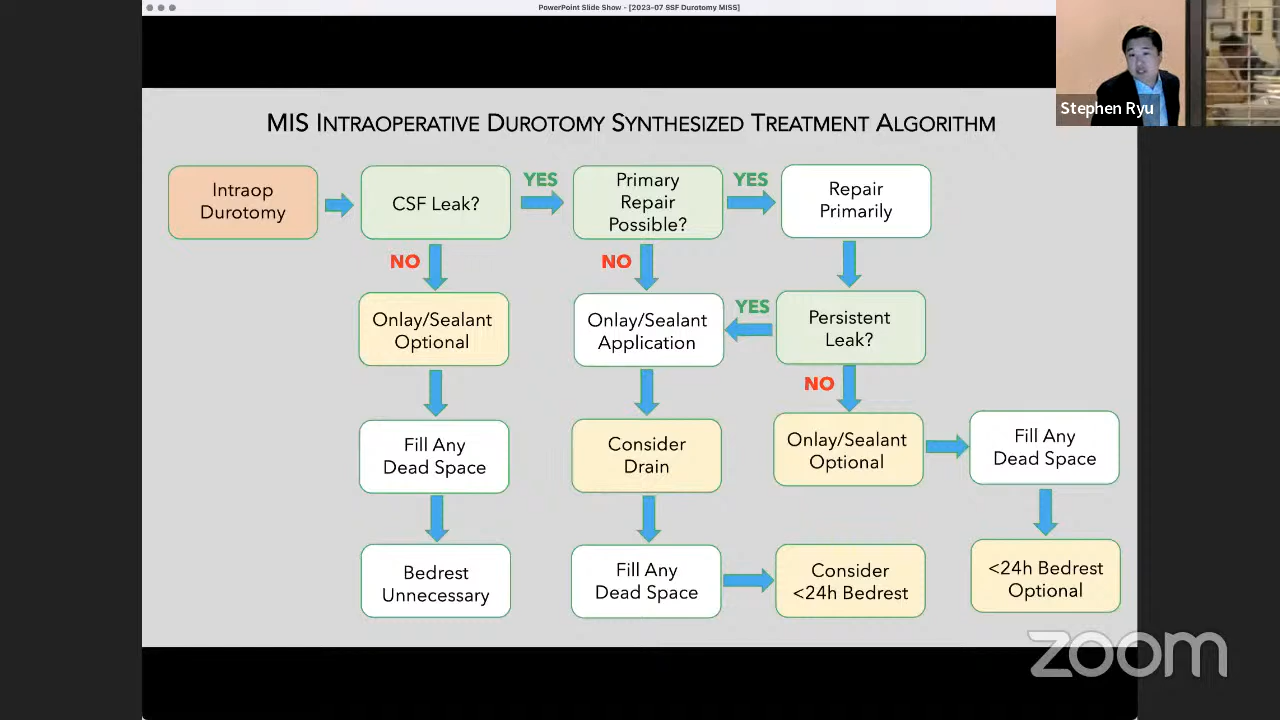 PowerPoint Slide Show - [2023-07 SSF Durotomy MISS]
Stephen Ryu
MIS INTRAOPERATIVE DUROTOMY SYNTHESIZED TREATMENT ALGORITHM
Intraop
Durotomy
CSF Leak?
YES
Primary
Repair
Possible?
YES
Repair
Primarily
NO
NO
Onlay/Sealant
Optional
Onlay/Sealant
Application
YES
Persistent
Leak?
NO
Fill Any
Dead Space
Consider
Drain
Onlay/Sealant
Optional
Fill Any
Dead Space
Bedrest
Unnecessary
Fill Any
Dead Space
Consider
<24h Bedrest
<24h Bedrest
Optional
zoom